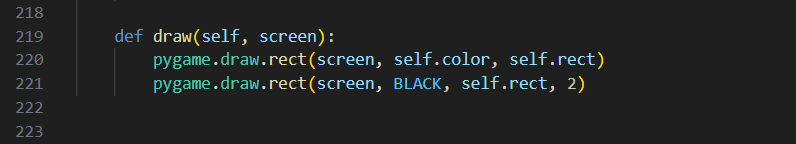 218
219 def draw(self, screen):
220 pygame.draw.rect(screen, self.color, self.rect)
221 pygame.draw.rect(screen, BLACK, self.rect, 2)
222
223